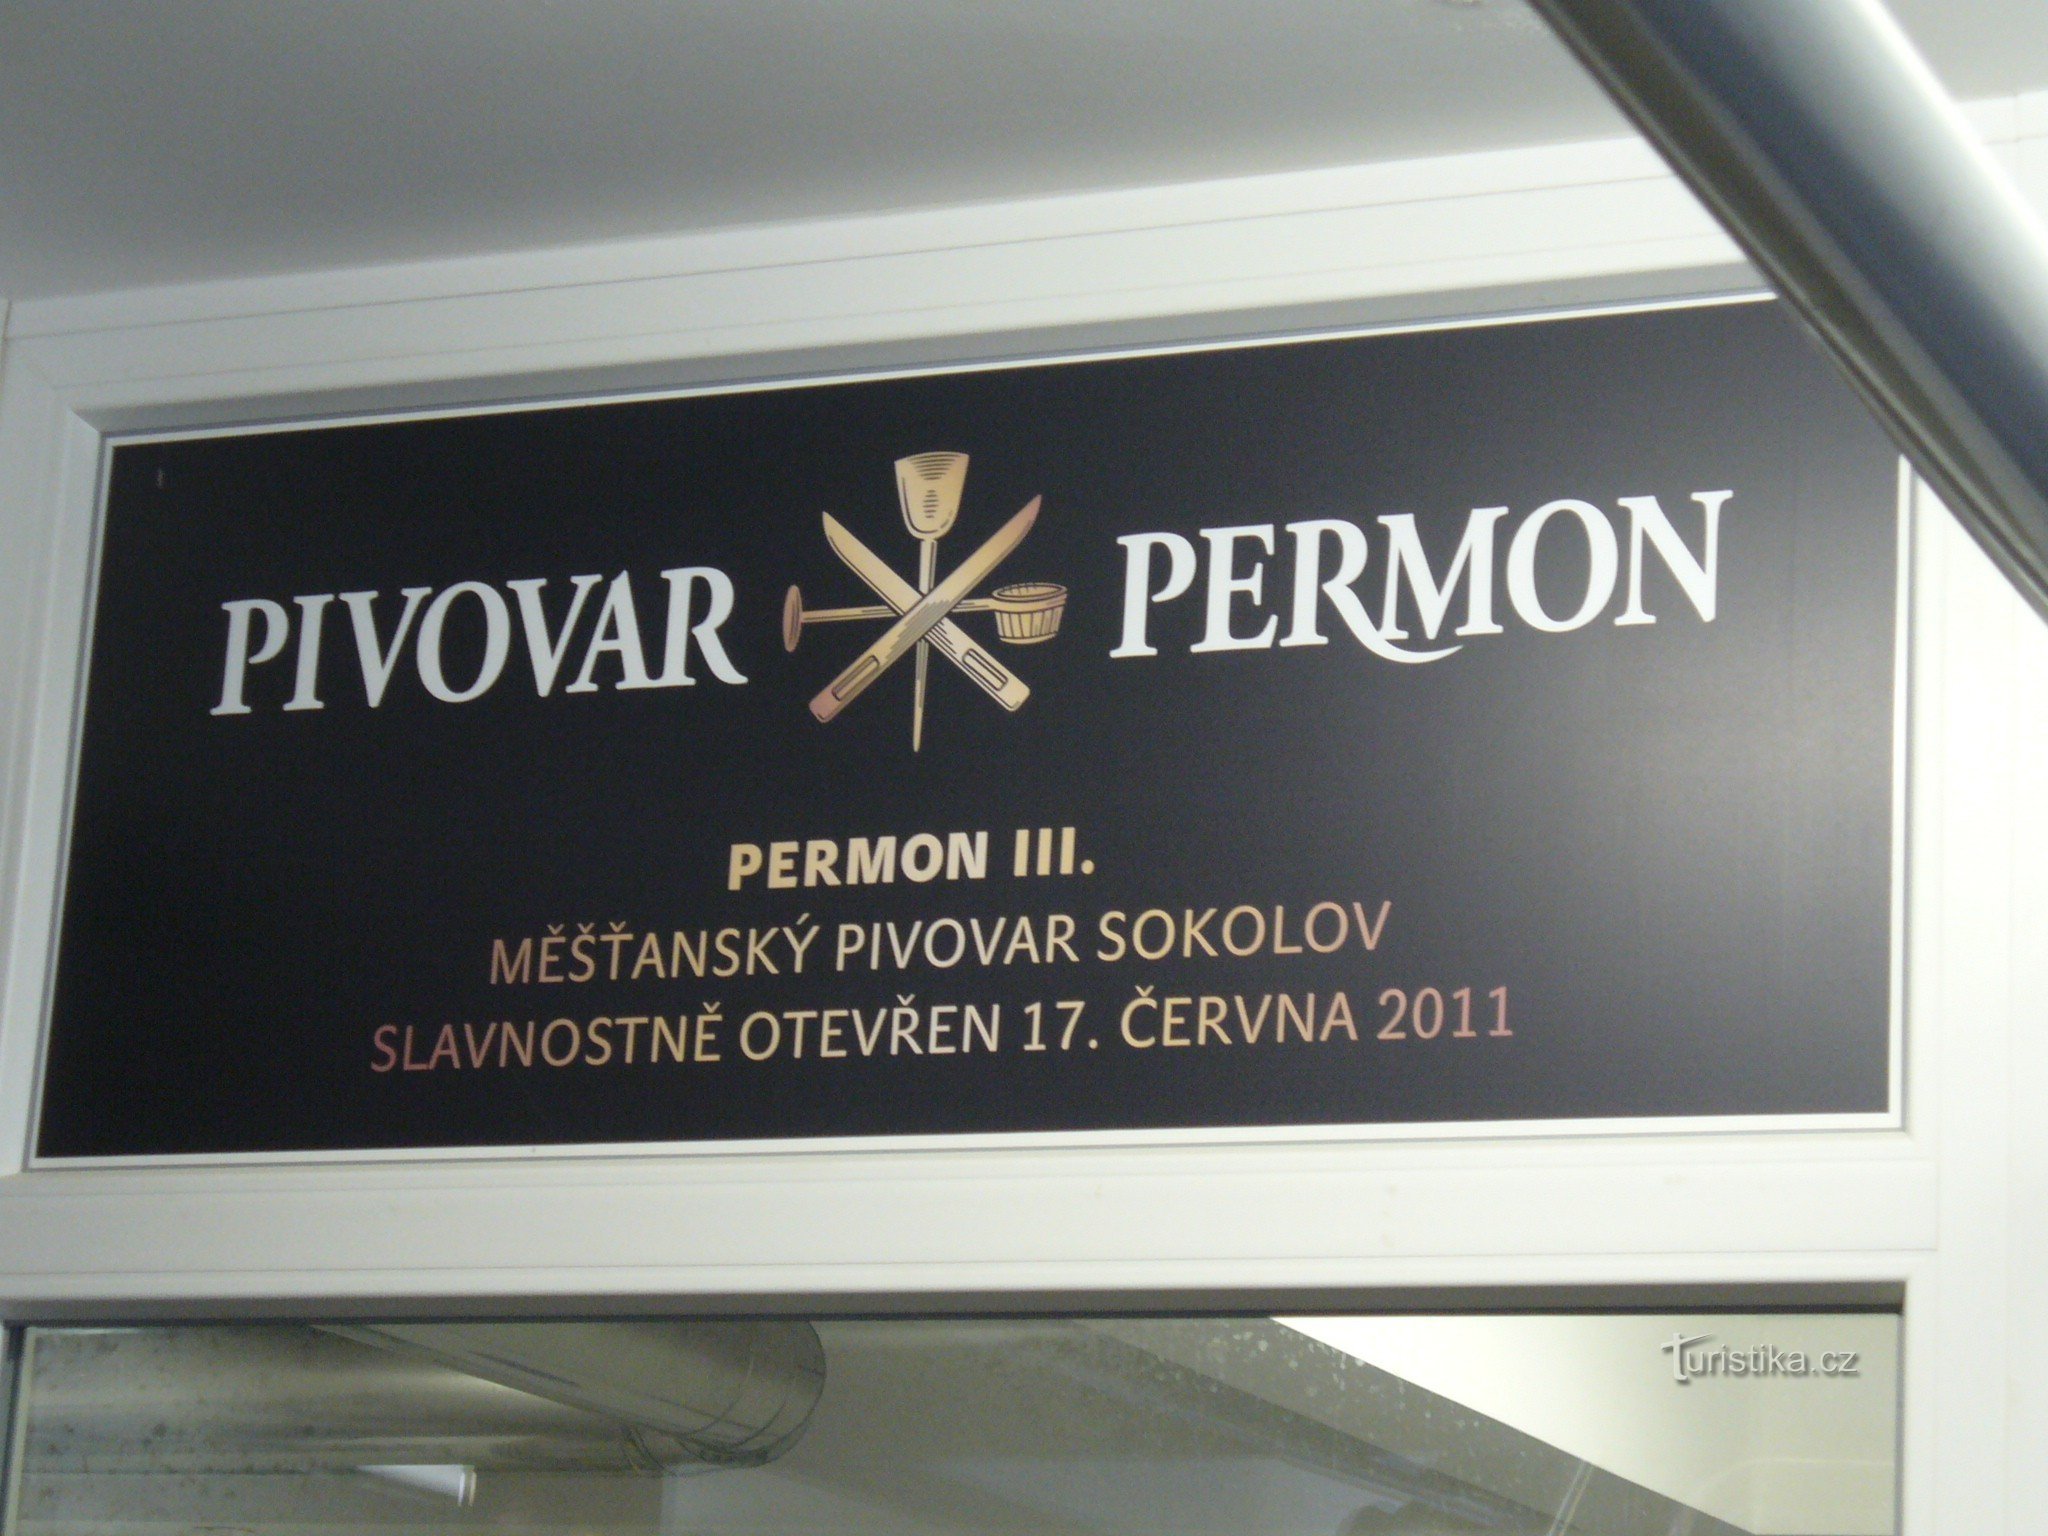 PIVOVAR PERMON
PERMON III.
MĚŠŤANSKÝ PIVOVAR SOKOLOV
SLAVNOSTNĚ OTEVŘEN 17. ČERVNA 2011
Turistika.cz